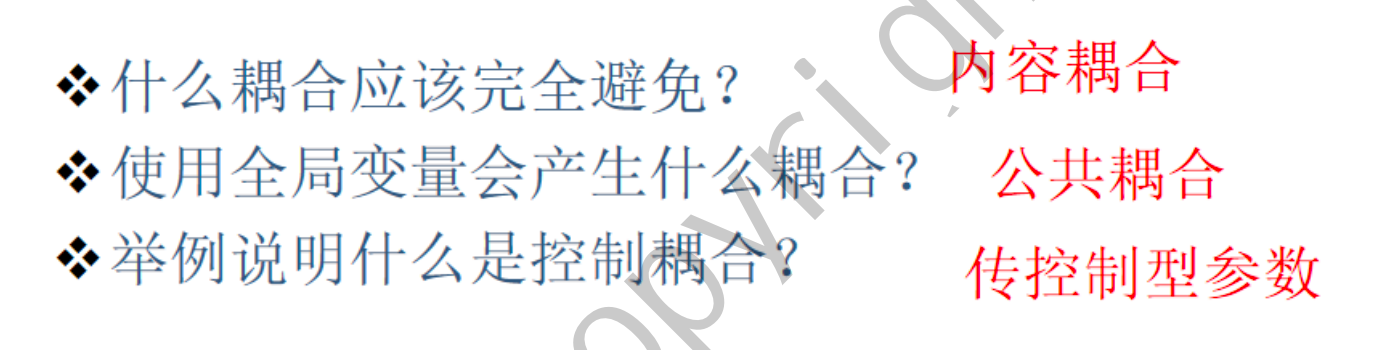 ❖什么耦合应该完全避免? 内容耦合
❖使用全局变量会产生什么耦合? 公共耦合
❖举例说明什么是控制耦合? 传控制型参数
opyri